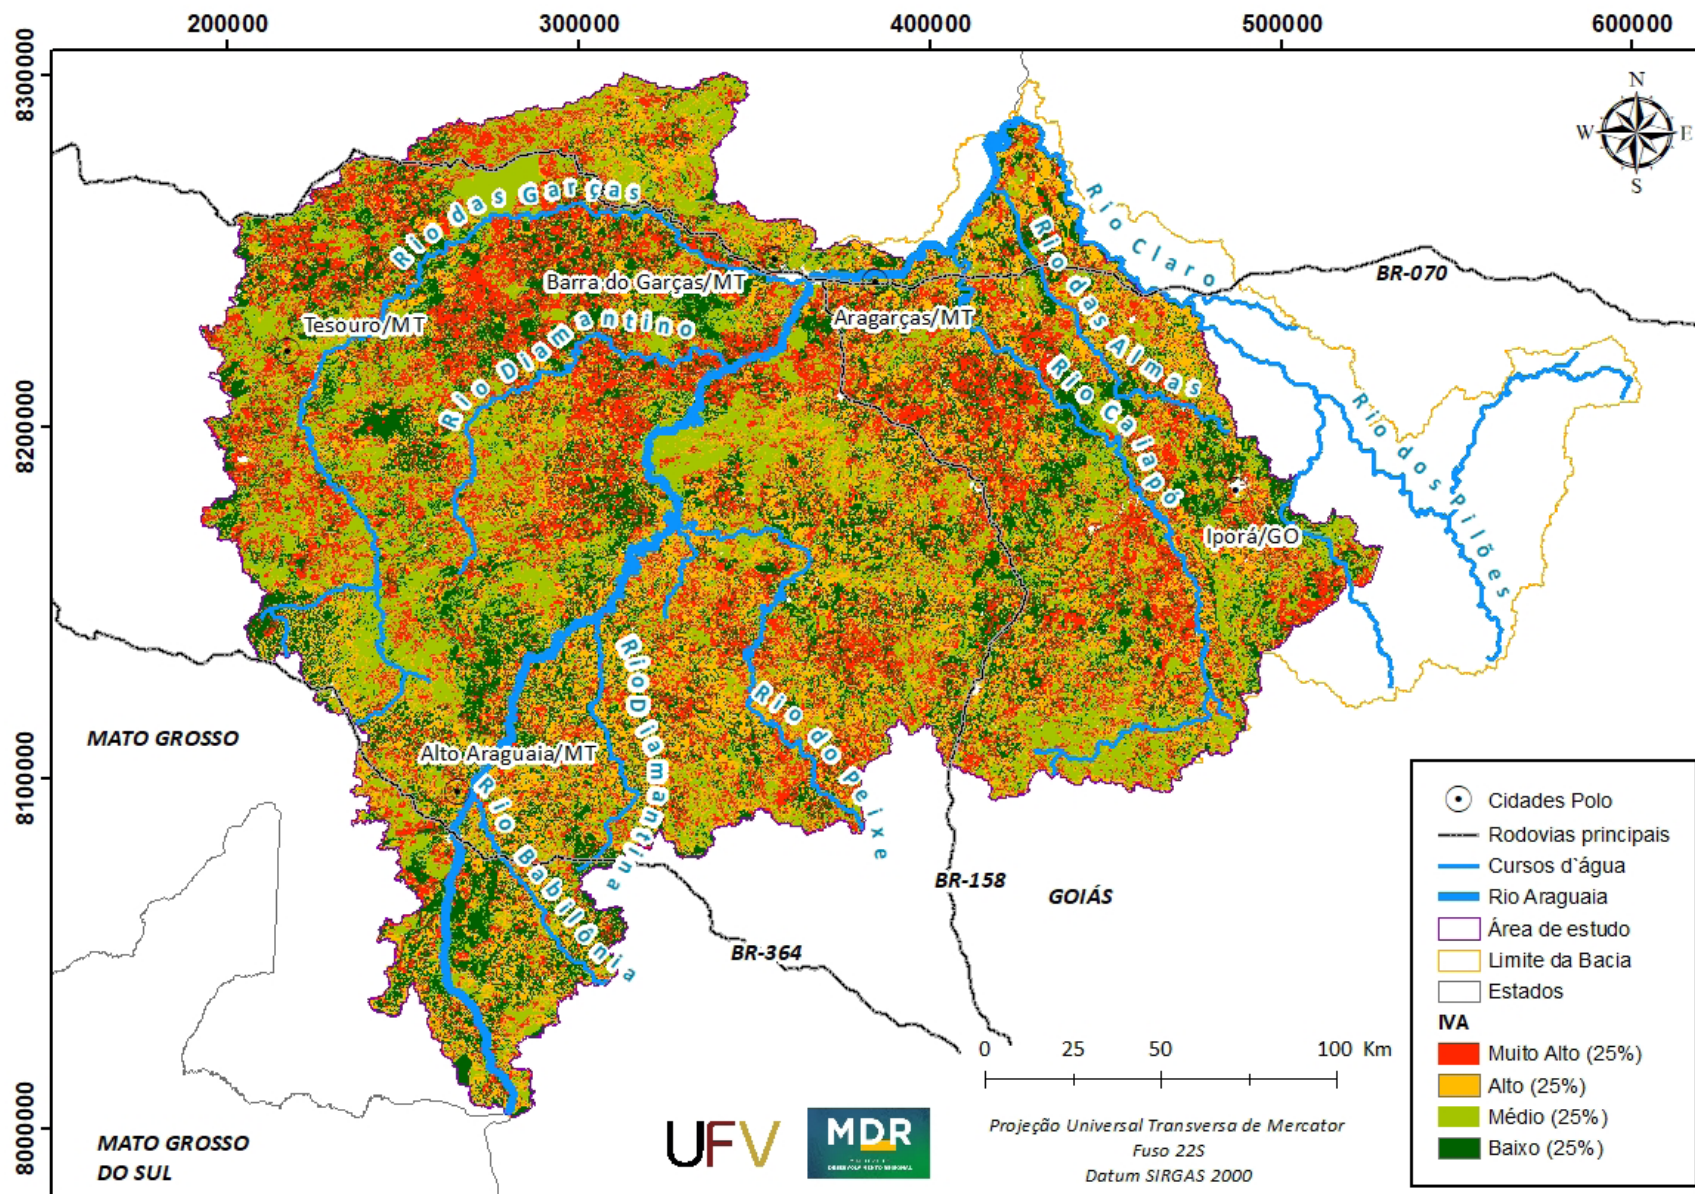 200000
300000
400000
500000
600000
8300000
8200000
8100000
8000000
N
W
E
S
Rio das Garças
Rio Claro
Rio das Almas
BR-070
Barra do Garças/MT
Aragarças/MT
Tesouro/MT
Rio Diamantino
Rio Caiapó
Rio dos Pilões
Iporá/GO
Rio Diamantina
Rio do Peixe
MATO GROSSO
Alto Araguaia/MT
Rio Babilônia
BR-158
GOIÁS
BR-364
MATO GROSSO
DO SUL
Cidades Polo
Rodovias principais
Cursos d`água
Rio Araguaia
Área de estudo
Limite da Bacia
Estados
IVA
Muito Alto (25%)
Alto (25%)
Médio (25%)
Baixo (25%)
0 25 50 100 Km
UFV
MDR
DESENVOLVIMENTO REGIONAL
Projeção Universal Transversa de Mercator
Fuso 22S
Datum SIRGAS 2000